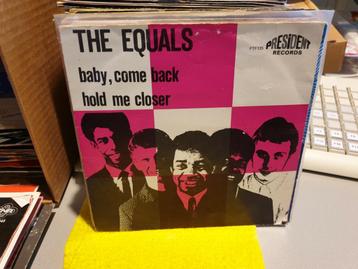 THE EQUALS
PRESIDENT
RECORDS
baby, come back
hold me closer